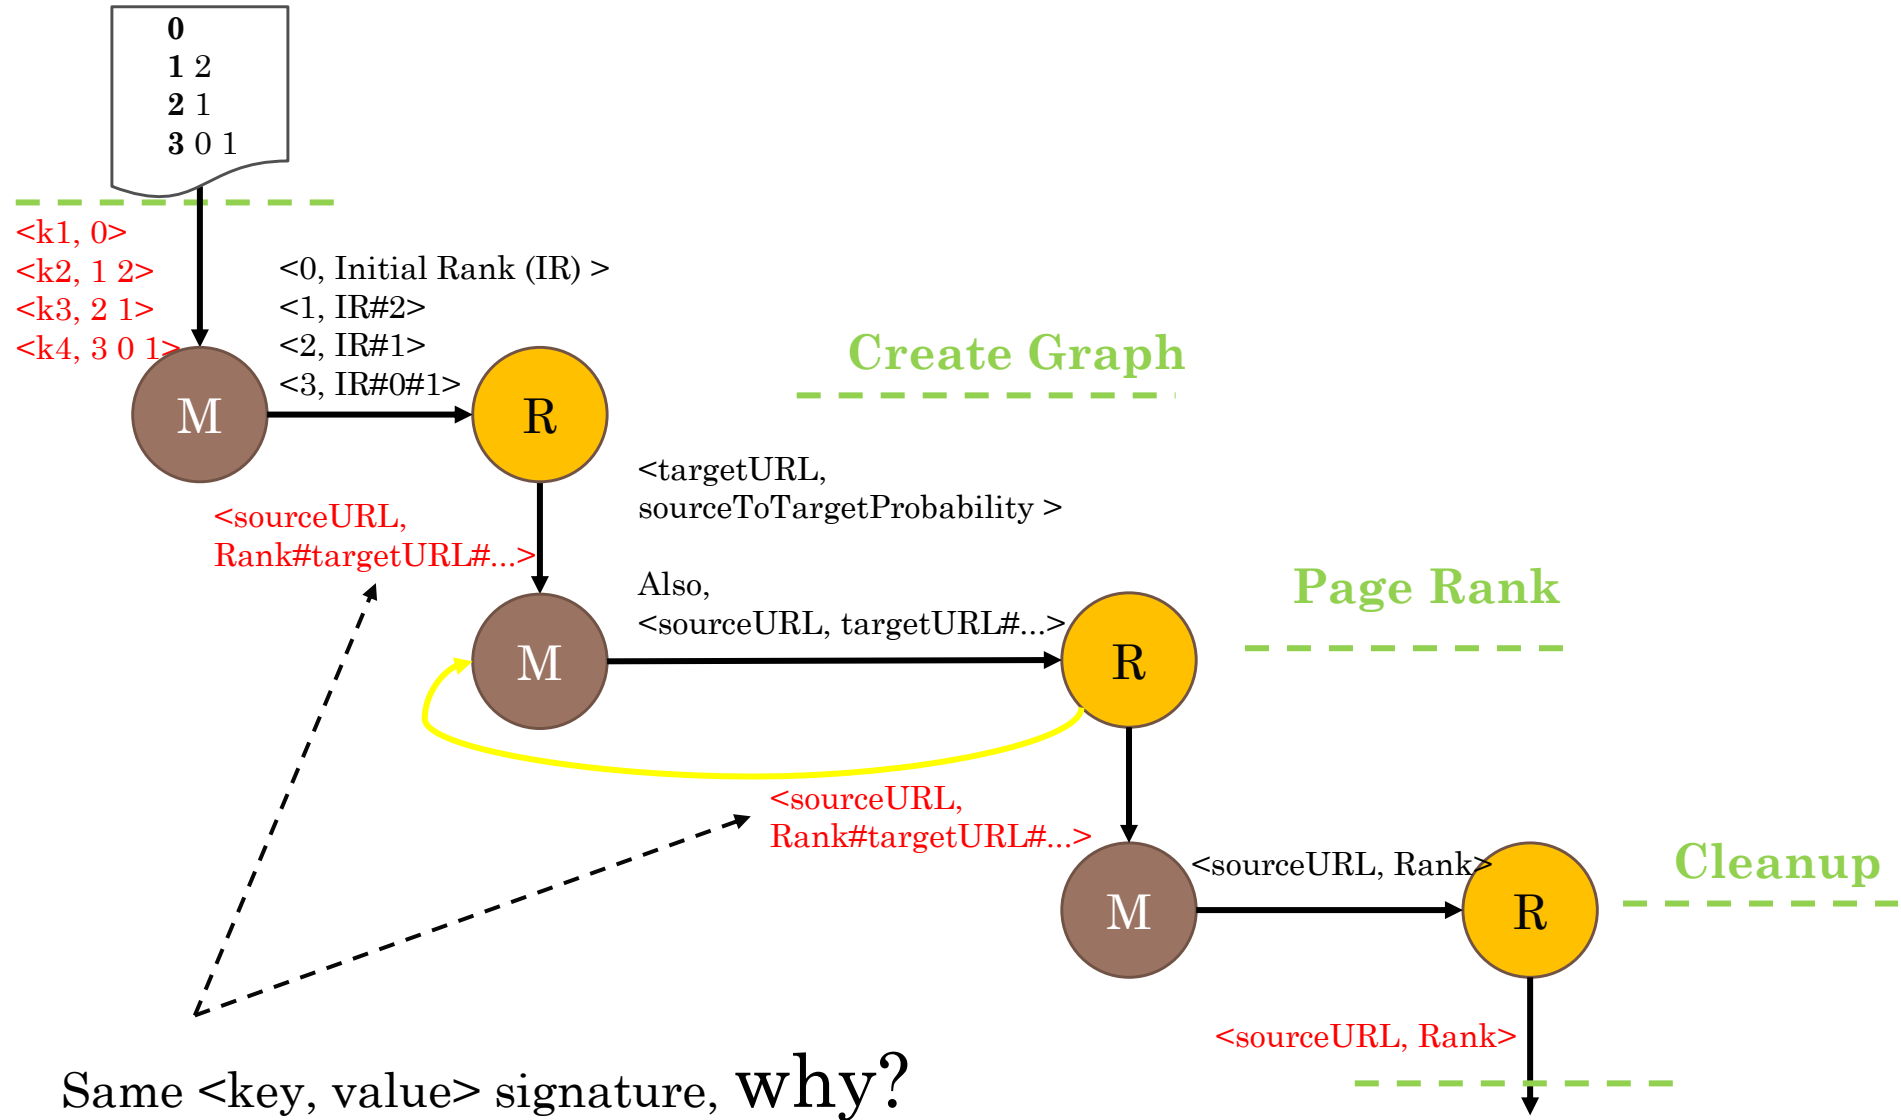 0
1 2
2 1
3 0 1
<k1, 0>
<k2, 1 2>
<k3, 2 1>
<k4, 3 0 1>
<0, Initial Rank (IR) >
<1, IR#2>
<2, IR#1>
<3, IR#0#1>
M
R
Create Graph
<sourceURL,
Rank#targetURL#...>
<targetURL,
sourceToTargetProbability >
Also,
<sourceURL, targetURL#...>
M
R
Page Rank
<sourceURL,
Rank#targetURL#...>
<sourceURL, Rank>
M
R
Cleanup
<sourceURL, Rank>
Same <key, value> signature, why?